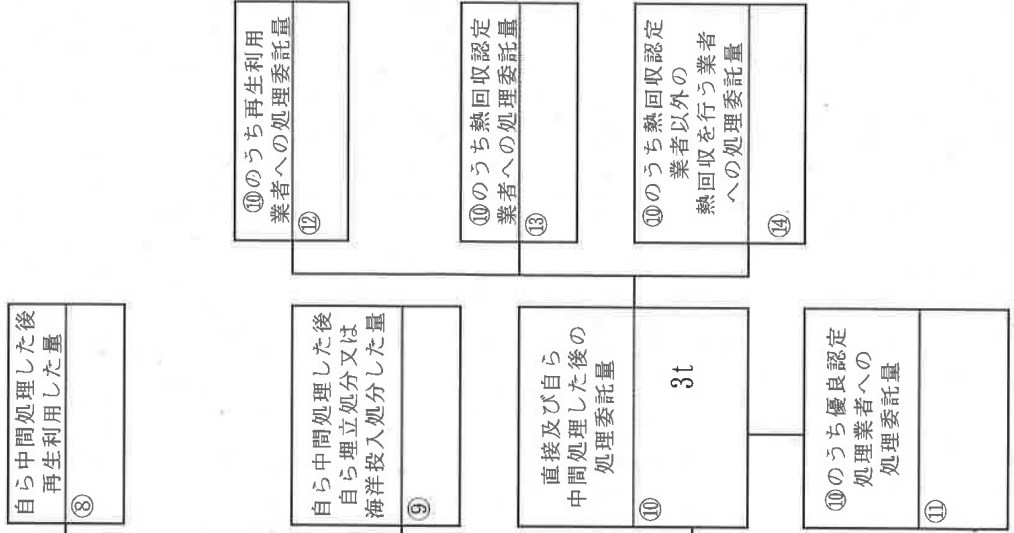 自ら中間処理した後
再生利用した量
⑧
自ら中間処理した後
自ら埋立処分又は
海洋投入処分した量
⑨
直接及び自ら
中間処理した後の
処理委託量
⑩
3t
⑩のうち優良認定
処理業者への
処理委託量
⑪
⑩のうち再生利用
業者への処理委託量
⑫
⑩のうち熱回収認定
業者への処理委託量
⑬
⑩のうち熱回収認定
業者以外の
熱回収を行う業者
への処理委託量
⑭